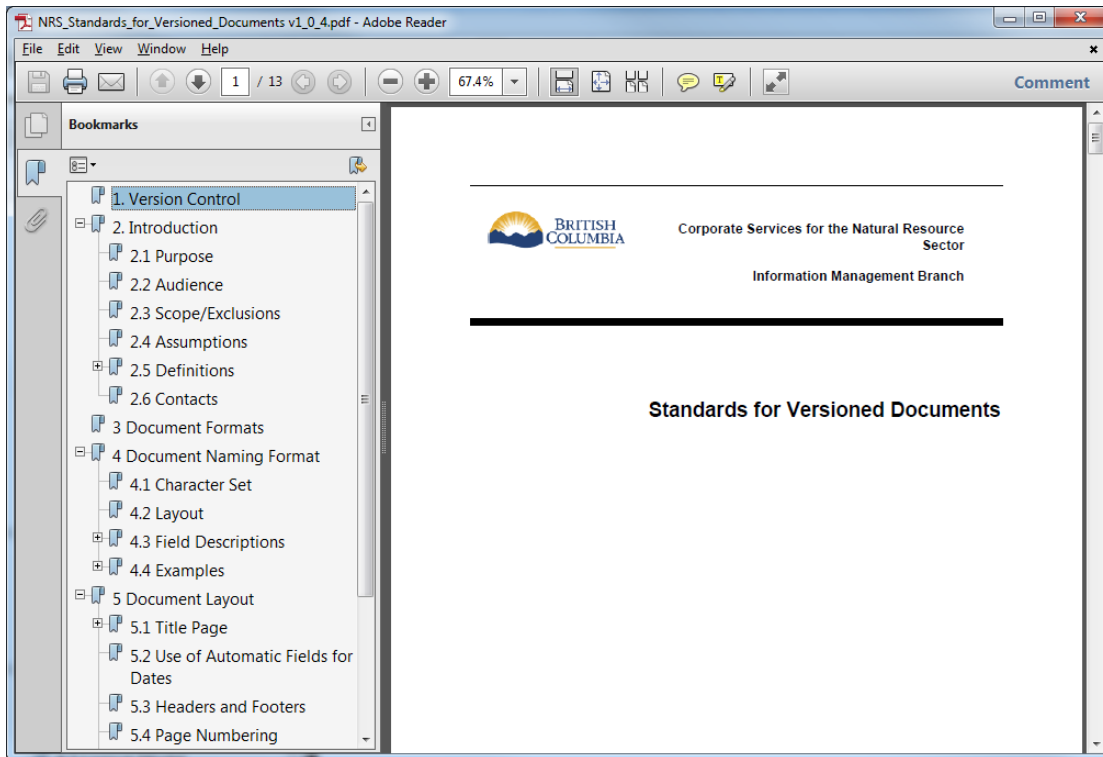 NRS_Standards_for_Versioned_Documents v1_0_4.pdf - Adobe Reader
File Edit View Window Help
1 / 13 67.4% Comment
Bookmarks
1. Version Control
2. Introduction
2.1 Purpose
2.2 Audience
2.3 Scope/Exclusions
2.4 Assumptions
2.5 Definitions
2.6 Contacts
3 Document Formats
4 Document Naming Format
4.1 Character Set
4.2 Layout
4.3 Field Descriptions
4.4 Examples
5 Document Layout
5.1 Title Page
5.2 Use of Automatic Fields for
Dates
5.3 Headers and Footers
5.4 Page Numbering
BRITISH
COLUMBIA
Corporate Services for the Natural Resource
Sector
Information Management Branch
Standards for Versioned Documents